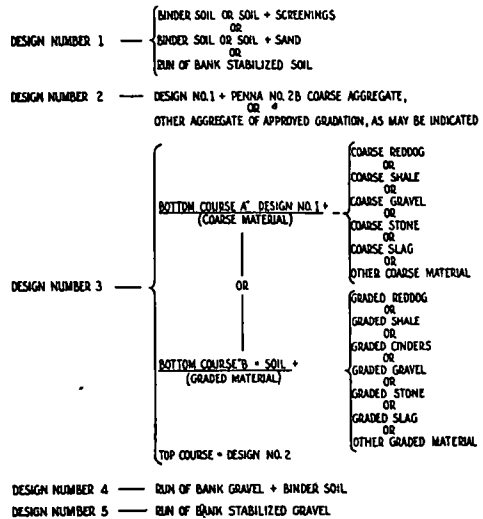 DESIGN NUMBER 1
BINDER SOIL OR SOIL + SCREENINGS
OR
BINDER SOIL OR SOIL + SAND
OR
RUN OF BANK STABILIZED SOIL
DESIGN NUMBER 2
DESIGN NO.1 + PENNA NO. 2B COARSE AGGREGATE,
OR
OTHER AGGREGATE OF APPROVED GRADATION, AS MAY BE INDICATED
DESIGN NUMBER 3
BOTTOM COURSE "A" DESIGN NO.1 +
(COARSE MATERIAL)
COARSE REDDOG
OR
COARSE SHALE
OR
COARSE GRAVEL
OR
COARSE STONE
OR
COARSE SLAG
OR
OTHER COARSE MATERIAL
OR
BOTTOM COURSE "B = SOIL +
(GRADED MATERIAL)
GRADED REDDOG
OR
GRADED SHALE
OR
GRADED CINDERS
OR
GRADED GRAVEL
OR
GRADED STONE
OR
GRADED SLAG
OR
OTHER GRADED MATERIAL
TOP COURSE = DESIGN NO. 2
DESIGN NUMBER 4
RUN OF BANK GRAVEL + BINDER SOIL
DESIGN NUMBER 5
RUN OF BANK STABILIZED GRAVEL